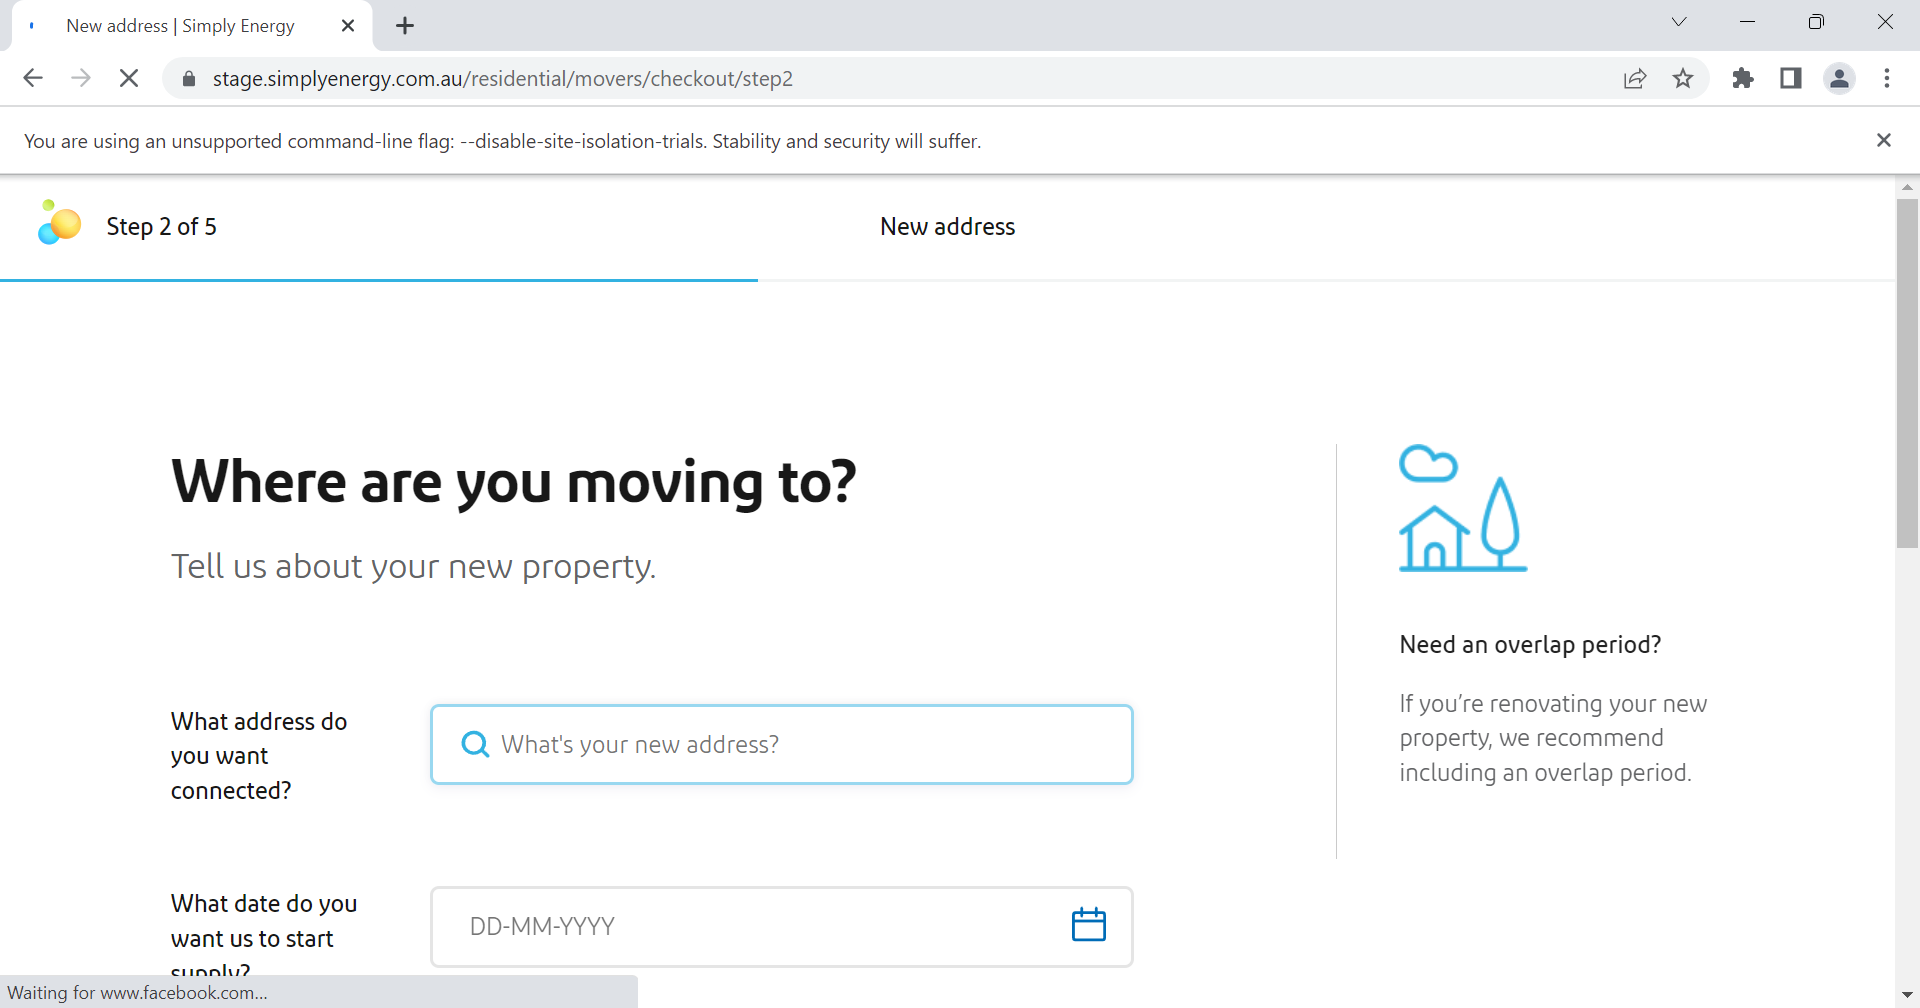 New address | Simply Energy
stage.simplyenergy.com.au/residential/movers/checkout/step2
You are using an unsupported command-line flag: --disable-site-isolation-trials. Stability and security will suffer.
Step 2 of 5
New address
Where are you moving to?
Tell us about your new property.
What address do
you want
connected?
What's your new address?
Need an overlap period?
If you’re renovating your new
property, we recommend
including an overlap period.
What date do you
want us to start
supply?
DD-MM-YYYY
Waiting for www.facebook.com...